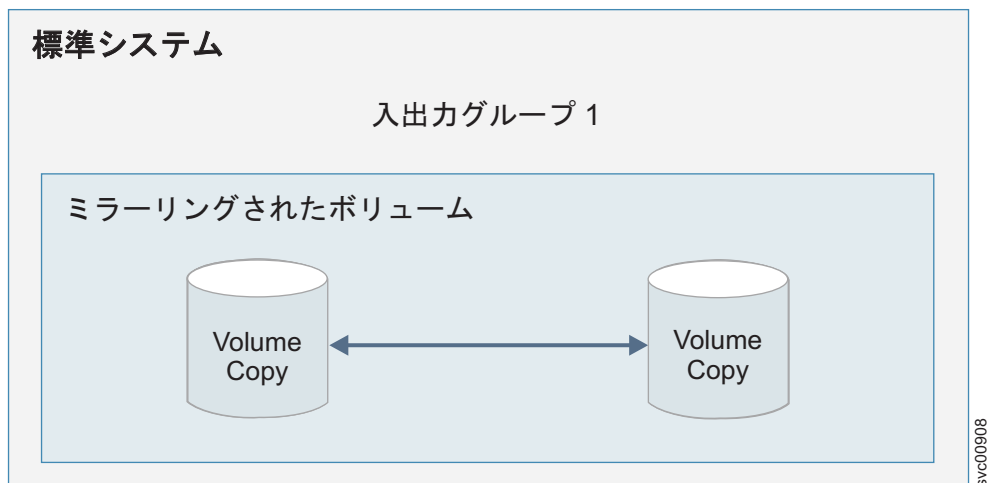 標準システム
入出力グループ 1
ミラーリングされたボリューム
Volume
Copy
Volume
Copy
svc00908